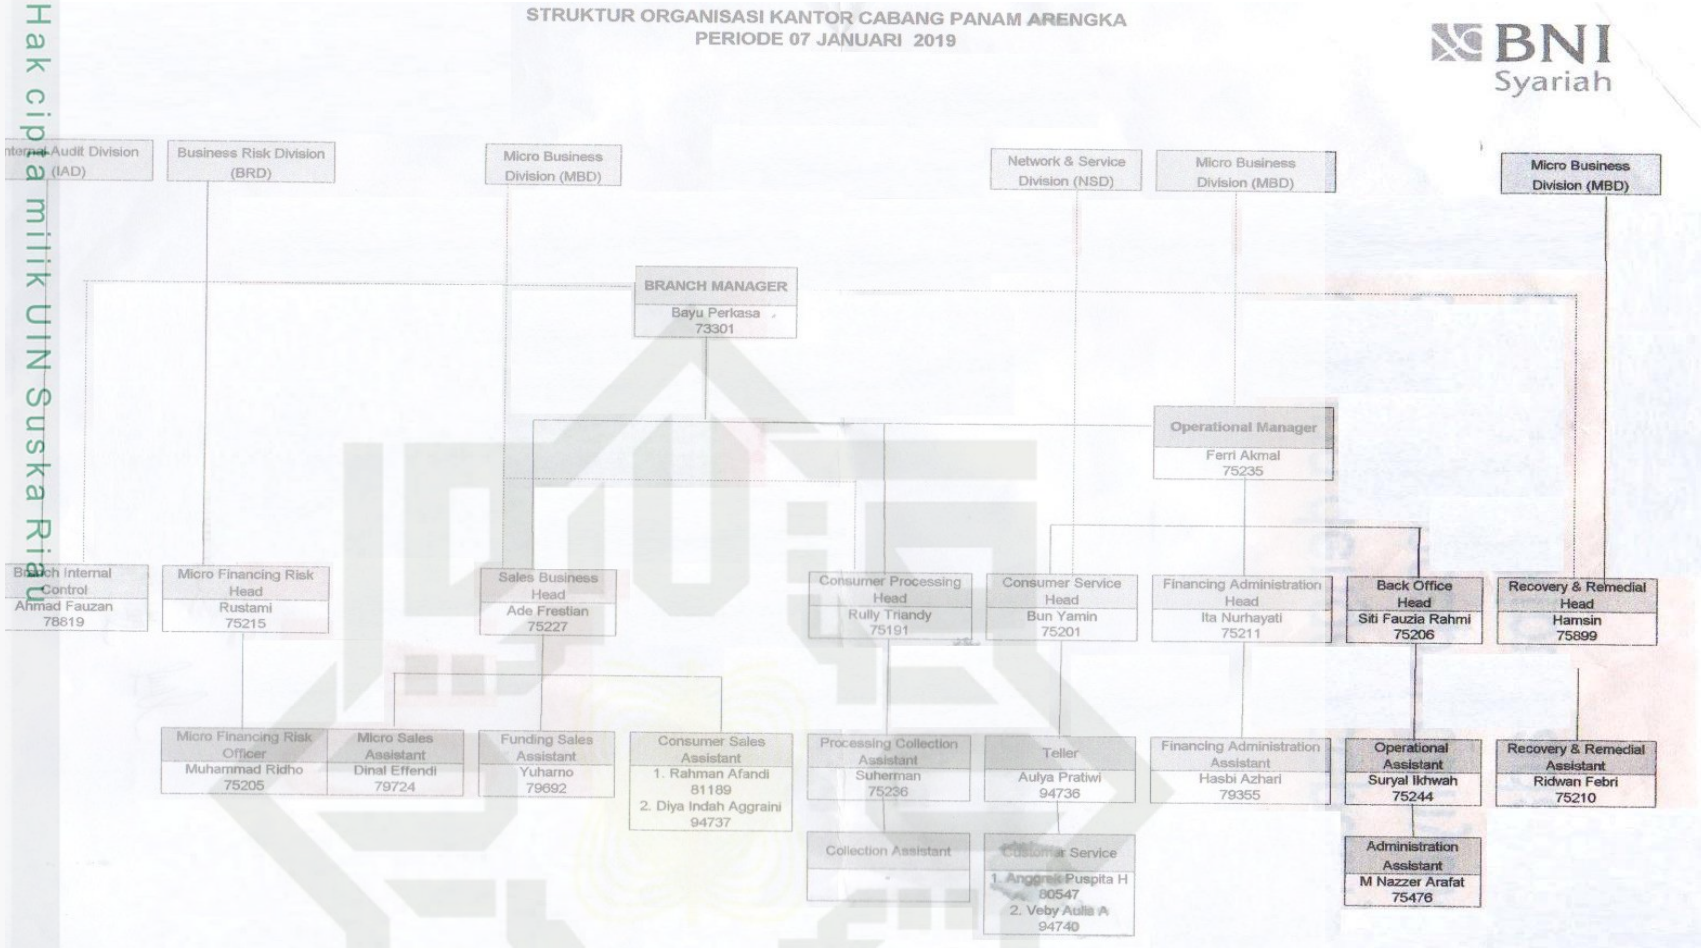 STRUKTUR ORGANISASI KANTOR CABANG PANAM ARENGKA
PERIODE 07 JANUARI 2019
BNI
Syariah
Hak cipta milik UIN Suska Riau
nternal Audit Division
(IAD)
Business Risk Division
(BRD)
Micro Business
Division (MBD)
Network & Service
Division (NSD)
Micro Business
Division (MBD)
Micro Business
Division (MBD)
BRANCH MANAGER
Bayu Perkasa
73301
Operational Manager
Ferri Akmal
75235
Branch Internal
Control
Ahmad Fauzan
78819
Micro Financing Risk
Head
Rustami
75215
Sales Business
Head
Ade Frestian
75227
Consumer Processing
Head
Rully Triandy
75191
Consumer Service
Head
Bun Yamin
75201
Financing Administration
Head
Ita Nurhayati
75211
Back Office
Head
Siti Fauzia Rahmi
75206
Recovery & Remedial
Head
Hamsin
75899
Micro Financing Risk
Officer
Muhammad Ridho
75205
Micro Sales
Assistant
Dinal Effendi
79724
Funding Sales
Assistant
Yuharno
79692
Consumer Sales
Assistant
1. Rahman Afandi
81189
2. Diya Indah Aggraini
94737
Processing Collection
Assistant
Suherman
75236
Teller
Aulya Pratiwi
94736
Financing Administration
Assistant
Hasbi Azhari
79355
Operational
Assistant
Suryal Ikhwah
75244
Recovery & Remedial
Assistant
Ridwan Febri
75210
Collection Assistant
Customer Service
1. Anggrek Puspita H
80547
2. Veby Aulia A
94740
Administration
Assistant
M Nazzer Arafat
75476